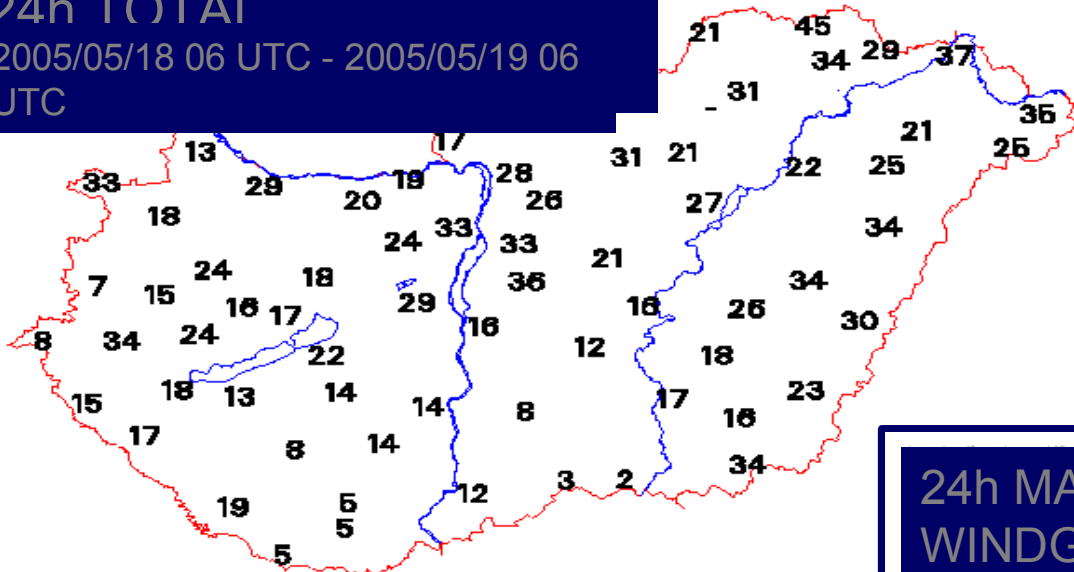 24h TOTAL
2005/05/18 06 UTC - 2005/05/19 06
UTC
21 45
34 29 37
31
-
35
13 17 21
31 21 25
33 29 19 28 22 25
18 20 26 27
33 34
24 33
21
24 18 36 34
7 15
16 17 29 16 26
16 30
8 34 24 12
22 18
18 13 14 23
15 14 8 17
16
17 14
8
34
3 2
12
19 5
5
5
24h MA
WINDG